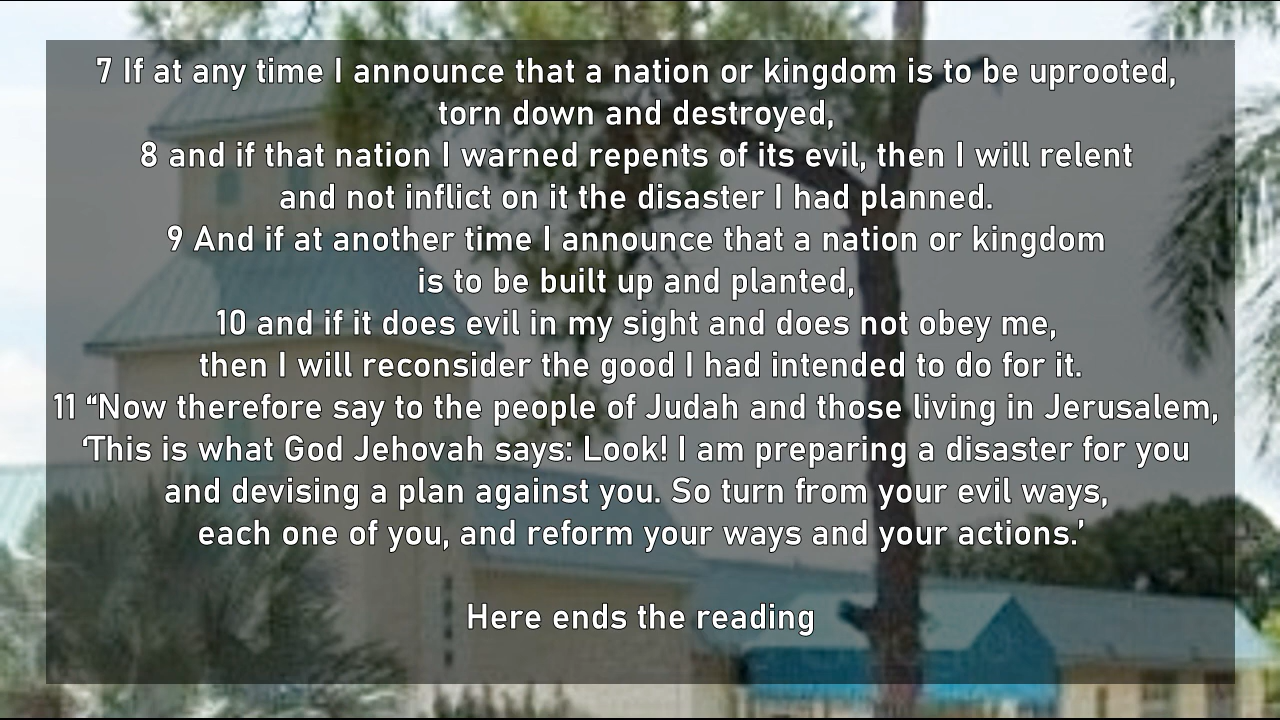 7 If at any time I announce that a nation or kingdom is to be uprooted,
torn down and destroyed,
8 and if that nation I warned repents of its evil, then I will relent
and not inflict on it the disaster I had planned.
9 And if at another time I announce that a nation or kingdom
is to be built up and planted,
10 and if it does evil in my sight and does not obey me,
then I will reconsider the good I had intended to do for it.
11 “Now therefore say to the people of Judah and those living in Jerusalem,
‘This is what God Jehovah says: Look! I am preparing a disaster for you
and devising a plan against you. So turn from your evil ways,
each one of you, and reform your ways and your actions.’
Here ends the reading